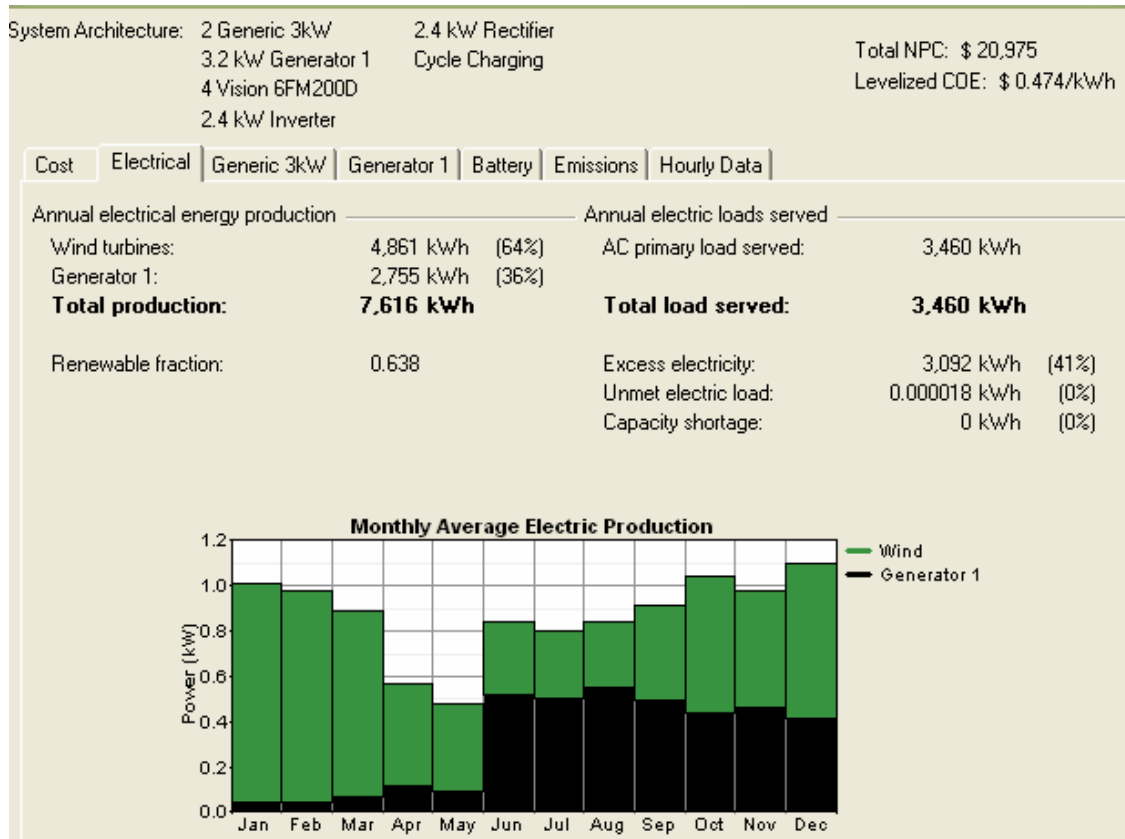 System Architecture: 2 Generic 3kW 2.4 kW Rectifier
3.2 kW Generator 1 Cycle Charging
4 Vision 6FM200D
2.4 kW Inverter
Total NPC: $ 20,975
Levelized COE: $ 0.474/kWh
Cost Electrical Generic 3kW Generator 1 Battery Emissions Hourly Data
Annual electrical energy production
Wind turbines: 4,861 kWh (64%)
Generator 1: 2,755 kWh (36%)
Total production: 7,616 kWh
Renewable fraction: 0.638
Annual electric loads served
AC primary load served: 3,460 kWh
Total load served: 3,460 kWh
Excess electricity: 3,092 kWh (41%)
Unmet electric load: 0.000018 kWh (0%)
Capacity shortage: 0 kWh (0%)
Monthly Average Electric Production
Power (kW)
1.2
1.0
0.8
0.6
0.4
0.2
0.0
Jan Feb Mar Apr May Jun Jul Aug Sep Oct Nov Dec
Wind
Generator 1